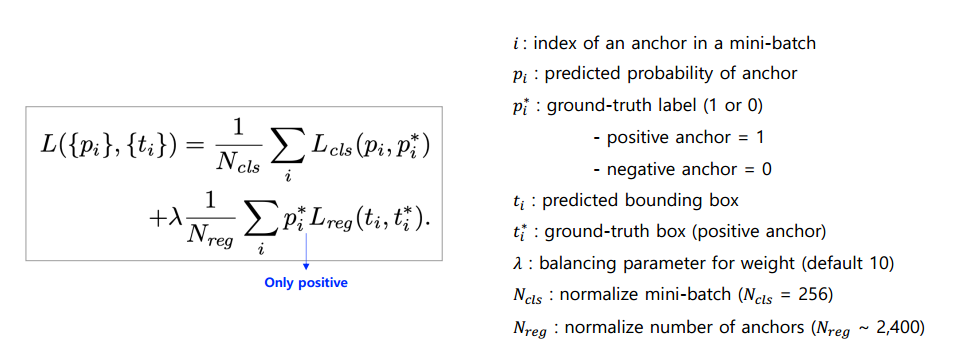 L({p_i}, {t_i}) = \frac{1}{N_{cls}} \sum_i L_{cls}(p_i, p_i^*)
+λ \frac{1}{N_{reg}} \sum_i p_i^* L_{reg}(t_i, t_i^*).
Only positive
i : index of an anchor in a mini-batch
p_i : predicted probability of anchor
p_i^* : ground-truth label (1 or 0)
- positive anchor = 1
- negative anchor = 0
t_i : predicted bounding box
t_i^* : ground-truth box (positive anchor)
λ : balancing parameter for weight (default 10)
N_{cls} : normalize mini-batch (N_{cls} = 256)
N_{reg} : normalize number of anchors (N_{reg} ~ 2,400)